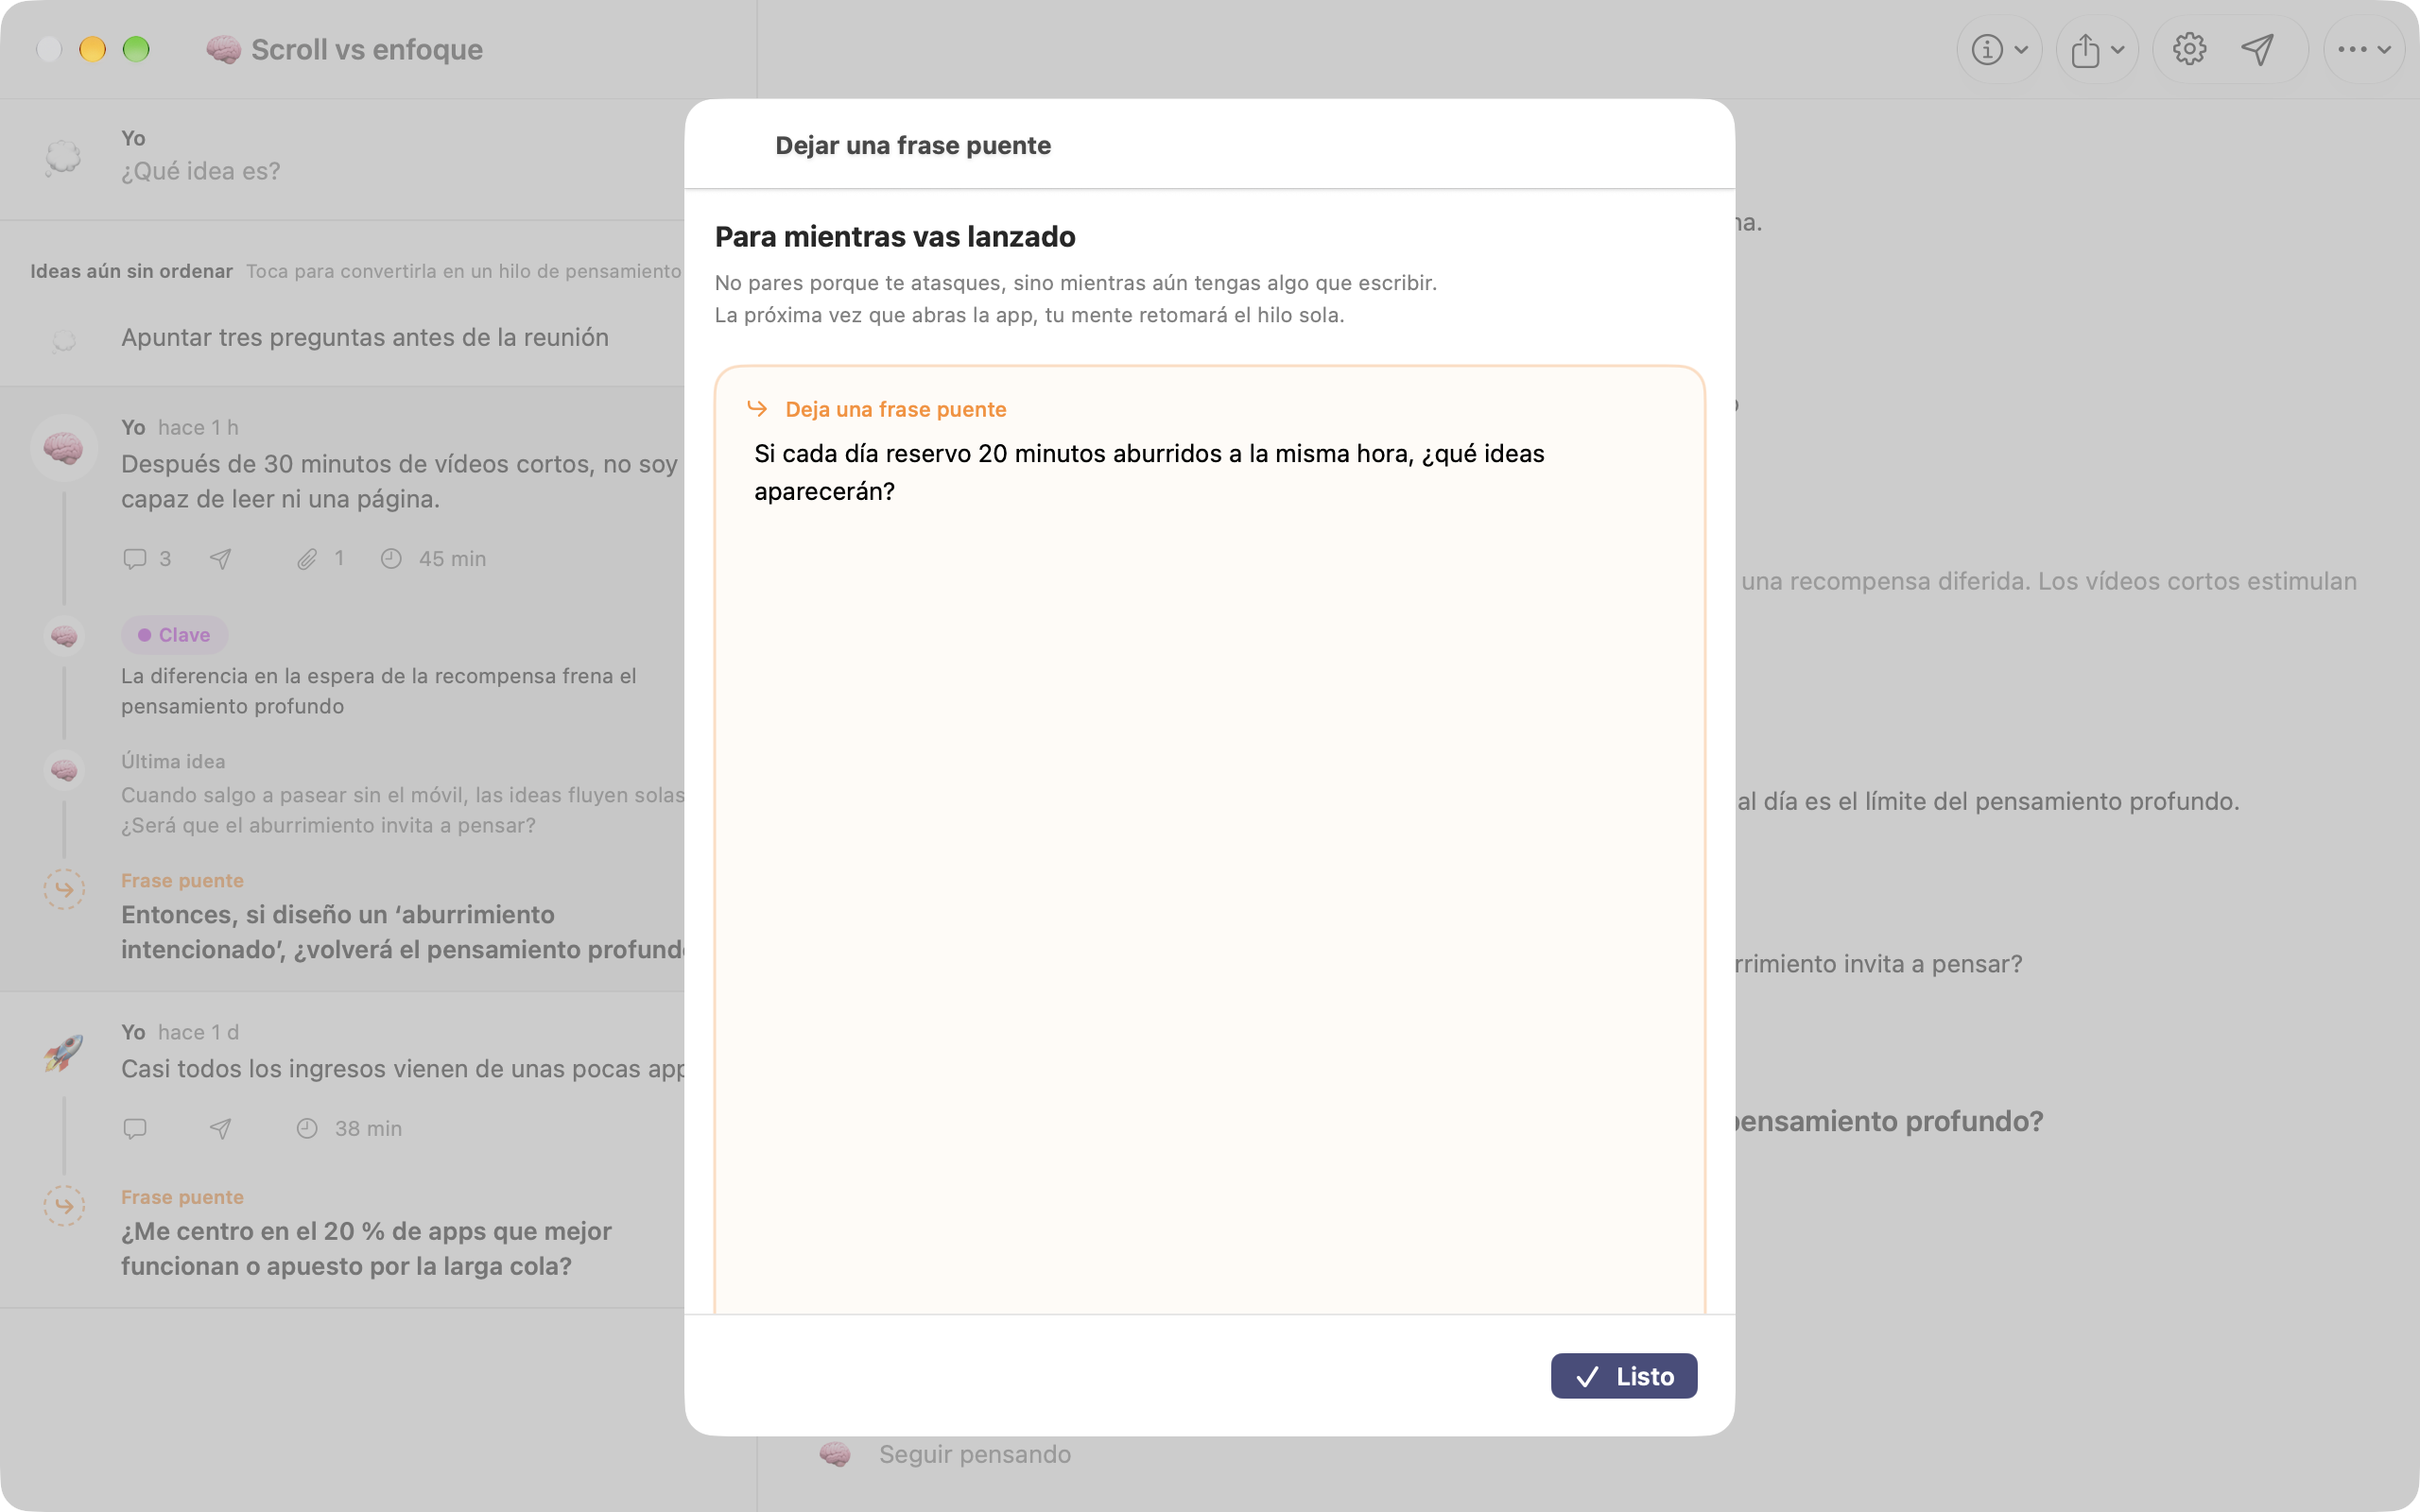 Scroll vs enfoque
Yo
¿Qué idea es?
Ideas aún sin ordenar Toca para convertirla en un hilo de pensamiento
Apuntar tres preguntas antes de la reunión
Yo hace 1 h
Después de 30 minutos de vídeos cortos, no soy
capaz de leer ni una página.
3 1 45 min
Clave
La diferencia en la espera de la recompensa frena el
pensamiento profundo
Última idea
Cuando salgo a pasear sin el móvil, las ideas fluyen solas
¿Será que el aburrimiento invita a pensar?
Frase puente
Entonces, si diseño un ‘aburrimiento
intencionado’, ¿volverá el pensamiento
Yo hace 1 d
Casi todos los ingresos vienen de unas pocas
38 min
Frase puente
¿Me centro en el 20 % de apps que mejor
funcionan o apuesto por la larga cola?
Dejar una frase puente
Para mientras vas lanzado
No pares porque te atasques, sino mientras aún tengas algo que escribir.
La próxima vez que abras la app, tu mente retomará el hilo sola.
Deja una frase puente
Si cada día reservo 20 minutos aburridos a la misma hora, ¿qué ideas
aparecerán?
Listo
una recompensa diferida. Los vídeos cortos estimulan
al día es el límite del pensamiento profundo.
invita a pensar?
pensamiento profundo?
Seguir pensando